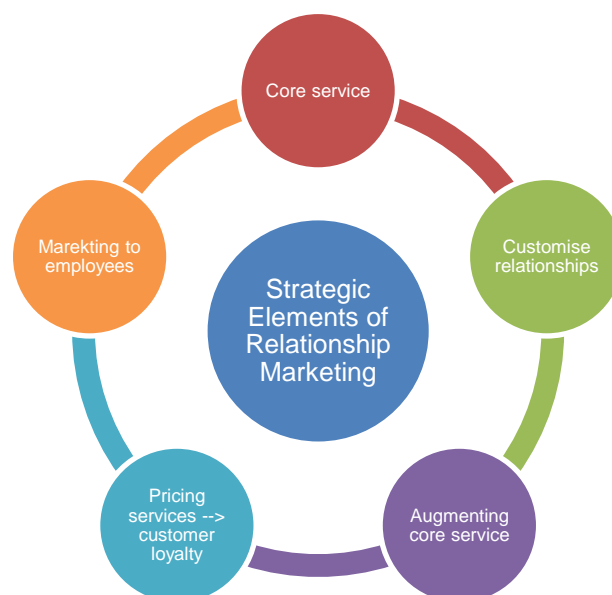 Core service
Customise
relationships
Augmenting
core service
Pricing
services -->
customer
loyalty
Marekting to
employees
Strategic
Elements of
Relationship
Marketing